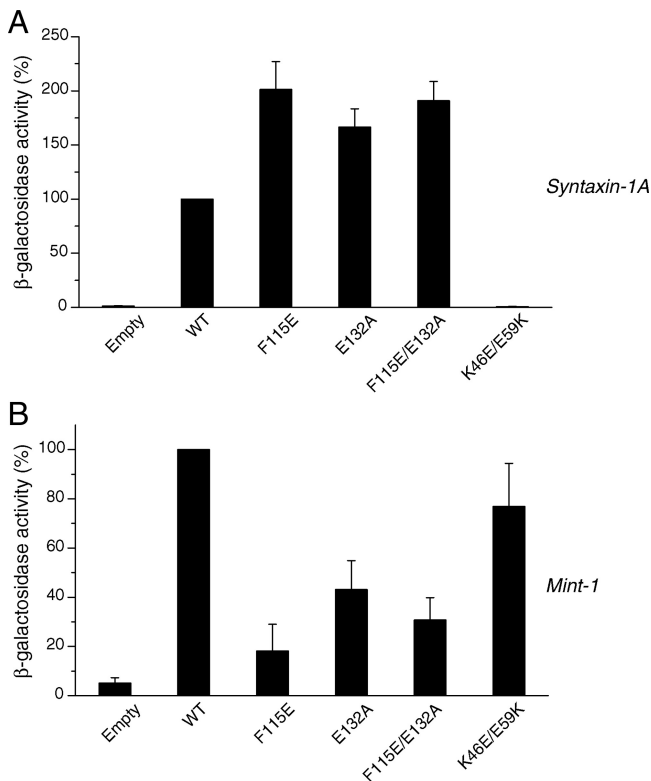 A
β-galactosidase activity (%)
250
200
150
100
50
0
Empty
WT
F115E
E132A
F115E/E132A
K46E/E59K
Syntaxin-1A
B
β-galactosidase activity (%)
100
80
60
40
20
0
Empty
WT
F115E
E132A
F115E/E132A
K46E/E59K
Mint-1